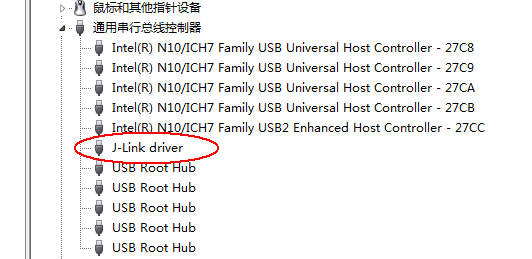 鼠标和其他指针设备
通用串行总线控制器
Intel(R) N10/ICH7 Family USB Universal Host Controller - 27C8
Intel(R) N10/ICH7 Family USB Universal Host Controller - 27C9
Intel(R) N10/ICH7 Family USB Universal Host Controller - 27CA
Intel(R) N10/ICH7 Family USB Universal Host Controller - 27CB
Intel(R) N10/ICH7 Family USB2 Enhanced Host Controller - 27CC
J-Link driver
USB Root Hub
USB Root Hub
USB Root Hub
USB Root Hub
USB Root Hub